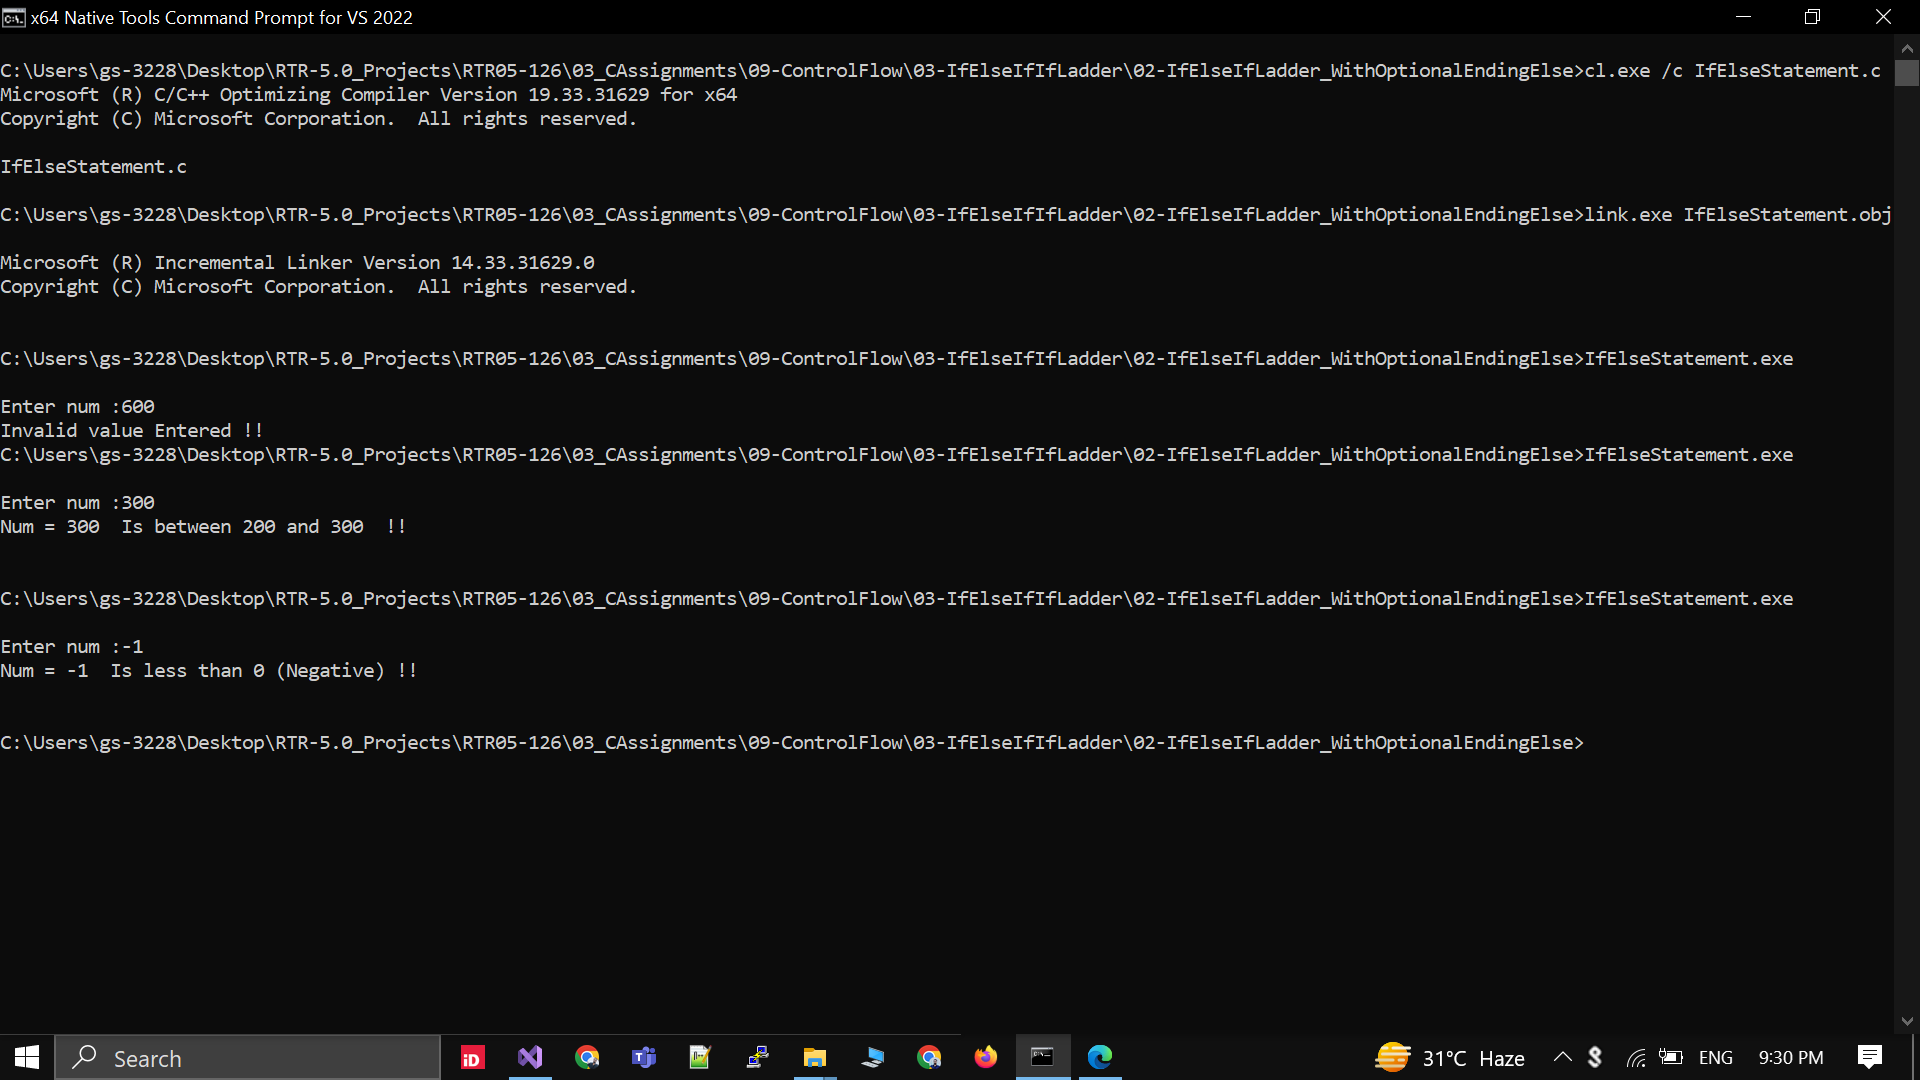 x64 Native Tools Command Prompt for VS 2022
C:\Users\gs-3228\Desktop\RTR-5.0_Projects\RTR05-126\03_CAssignments\09-ControlFlow\03-IfElseIfIfLadder\02-IfElseIfLadder_WithOptionalEndingElse>cl.exe /c IfElseStatement.c
Microsoft (R) C/C++ Optimizing Compiler Version 19.33.31629 for x64
Copyright (C) Microsoft Corporation.  All rights reserved.
IfElseStatement.c
C:\Users\gs-3228\Desktop\RTR-5.0_Projects\RTR05-126\03_CAssignments\09-ControlFlow\03-IfElseIfIfLadder\02-IfElseIfLadder_WithOptionalEndingElse>link.exe IfElseStatement.obj
Microsoft (R) Incremental Linker Version 14.33.31629.0
Copyright (C) Microsoft Corporation.  All rights reserved.
C:\Users\gs-3228\Desktop\RTR-5.0_Projects\RTR05-126\03_CAssignments\09-ControlFlow\03-IfElseIfIfLadder\02-IfElseIfLadder_WithOptionalEndingElse>IfElseStatement.exe
Enter num :600
Invalid value Entered !!
C:\Users\gs-3228\Desktop\RTR-5.0_Projects\RTR05-126\03_CAssignments\09-ControlFlow\03-IfElseIfIfLadder\02-IfElseIfLadder_WithOptionalEndingElse>IfElseStatement.exe
Enter num :300
Num = 300  Is between 200 and 300  !!
C:\Users\gs-3228\Desktop\RTR-5.0_Projects\RTR05-126\03_CAssignments\09-ControlFlow\03-IfElseIfIfLadder\02-IfElseIfLadder_WithOptionalEndingElse>IfElseStatement.exe
Enter num :-1
Num = -1  Is less than 0 (Negative) !!
C:\Users\gs-3228\Desktop\RTR-5.0_Projects\RTR05-126\03_CAssignments\09-ControlFlow\03-IfElseIfIfLadder\02-IfElseIfLadder_WithOptionalEndingElse>
Search
iD
31°C Haze
ENG
9:30 PM